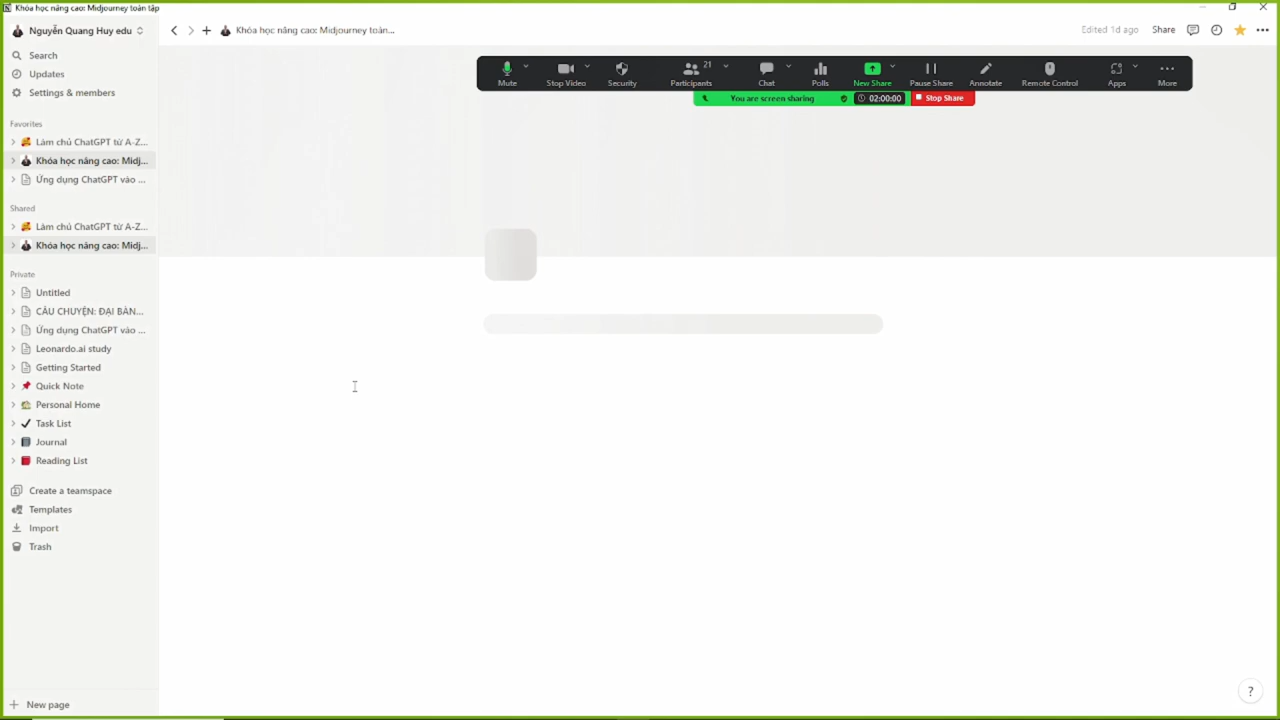 Khóa học nâng cao: Midjourney toàn tập
Nguyễn Quang Huy edu
Search
Updates
Settings & members
Favorites
Làm chủ ChatGPT từ A-Z...
Khóa học nâng cao: Midj...
Ứng dụng ChatGPT vào ...
Shared
Làm chủ ChatGPT từ A-Z...
Khóa học nâng cao: Midj...
Private
Untitled
CÂU CHUYỆN: ĐẠI BÀN...
Ứng dụng ChatGPT vào ...
Leonardo.ai study
Getting Started
Quick Note
Personal Home
Task List
Journal
Reading List
Create a teamspace
Templates
Import
Trash
New page
Khóa học nâng cao: Midjourney toàn...
Edited 1d ago
Share
Mute
Stop Video
Security
21
Participants
Chat
Polls
New Share
Pause Share
Annotate
Remote Control
Apps
More
You are screen sharing
02:00:00
Stop Share
?